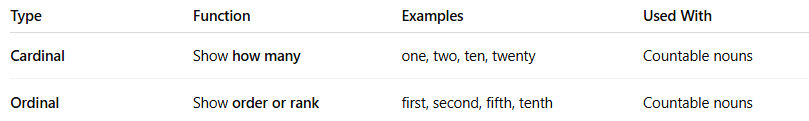 Type Function Examples Used With
Cardinal Show how many one, two, ten, twenty Countable nouns
Ordinal Show order or rank first, second, fifth, tenth Countable nouns